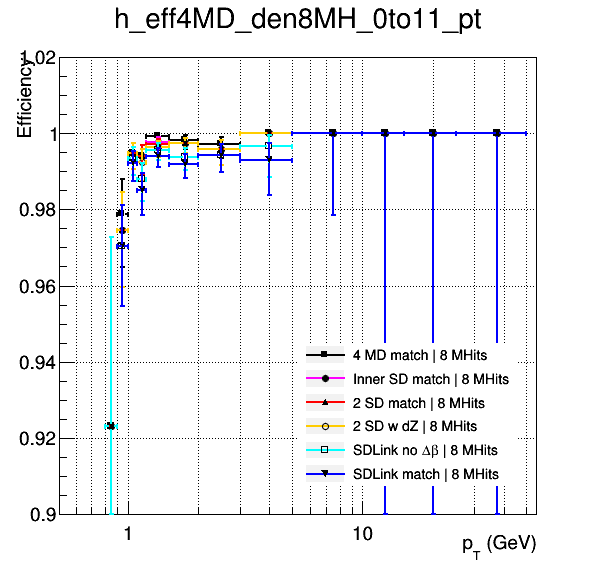 h_eff4MD_den8MH_0to11_pt
Efficiency
1.02
1
0.98
0.96
0.94
0.92
0.9
4 MD match | 8 MHits
Inner SD match | 8 MHits
2 SD match | 8 MHits
2 SD w dZ | 8 MHits
SDLink no Δβ | 8 MHits
SDLink match | 8 MHits
1 10
p_T (GeV)